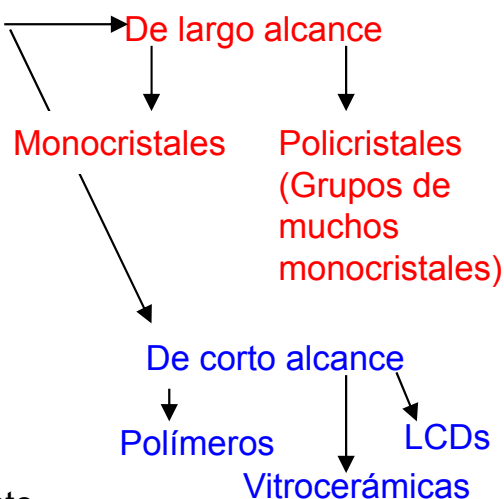 De largo alcance
Monocristales
Policristales
(Grupos de
muchos
monocristales)
De corto alcance
Polímeros
LCDs
Vitrocerámicas